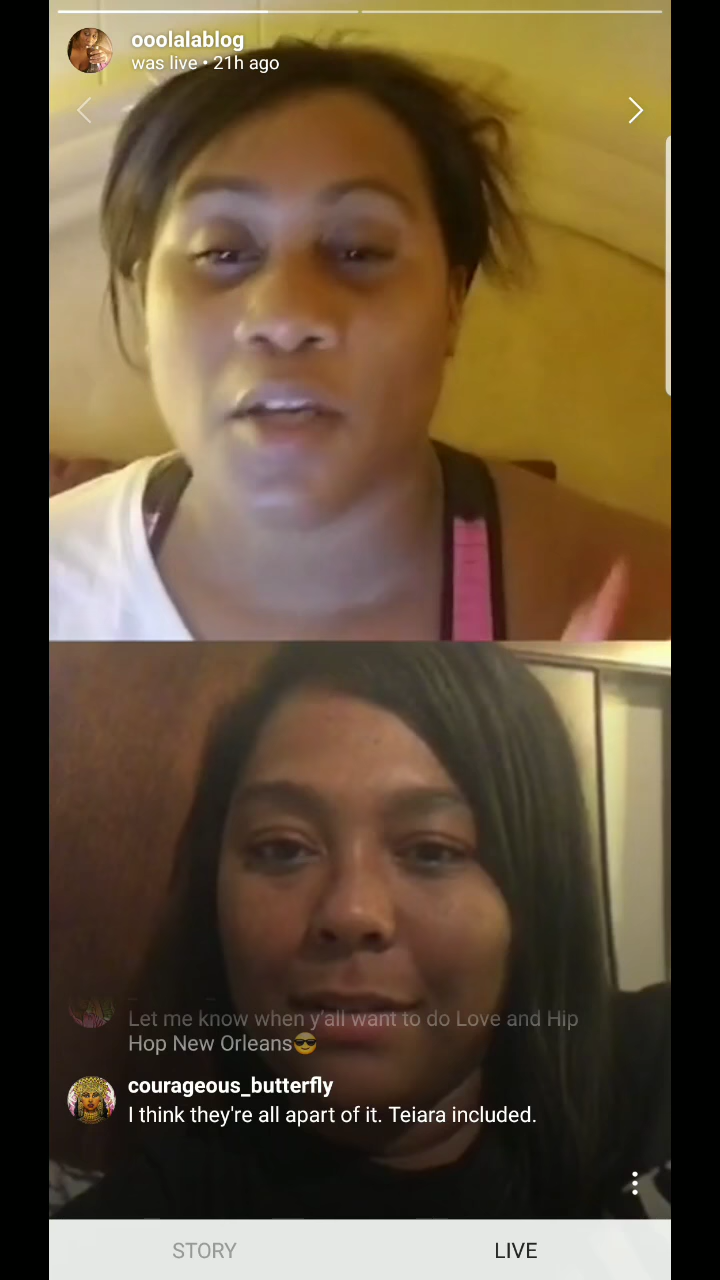 ooolalablog
was live • 21h ago
Let me know when y'all want to do Love and Hip
Hop New Orleans😎
courageous_butterfly
I think they're all apart of it. Teiara included.
STORY
LIVE